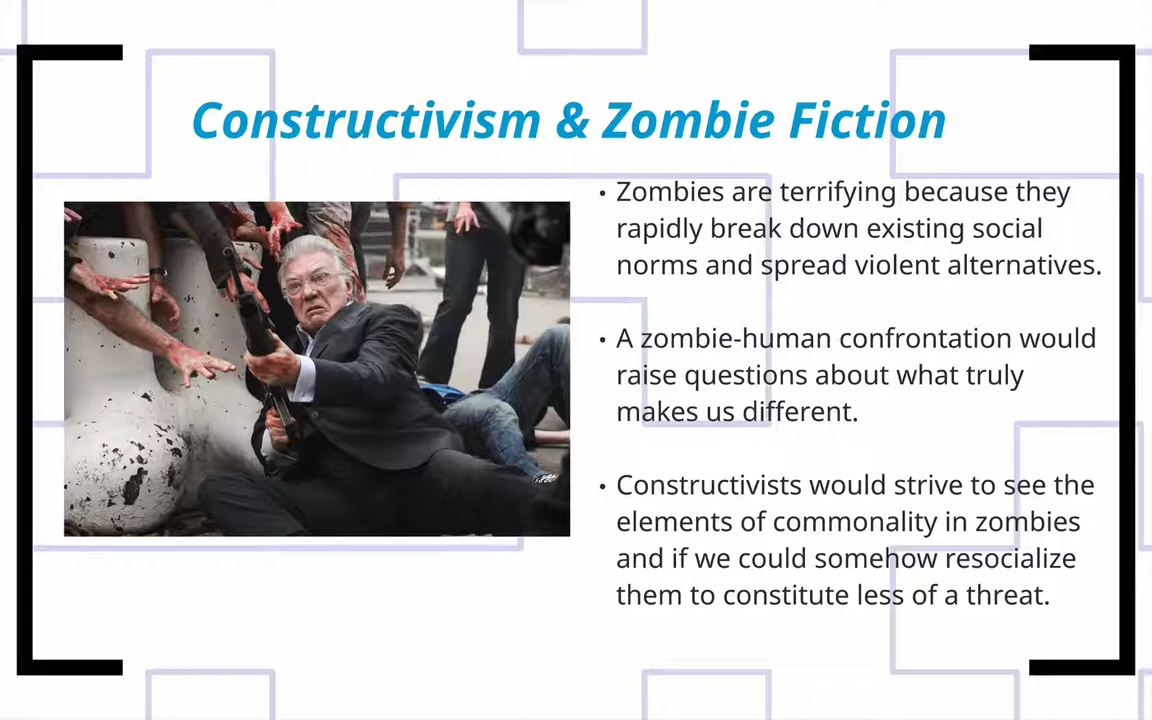 Constructivism & Zombie Fiction
• Zombies are terrifying because they
rapidly break down existing social
norms and spread violent alternatives.
• A zombie-human confrontation would
raise questions about what truly
makes us different.
• Constructivists would strive to see the
elements of commonality in zombies
and if we could somehow resocialize
them to constitute less of a threat.